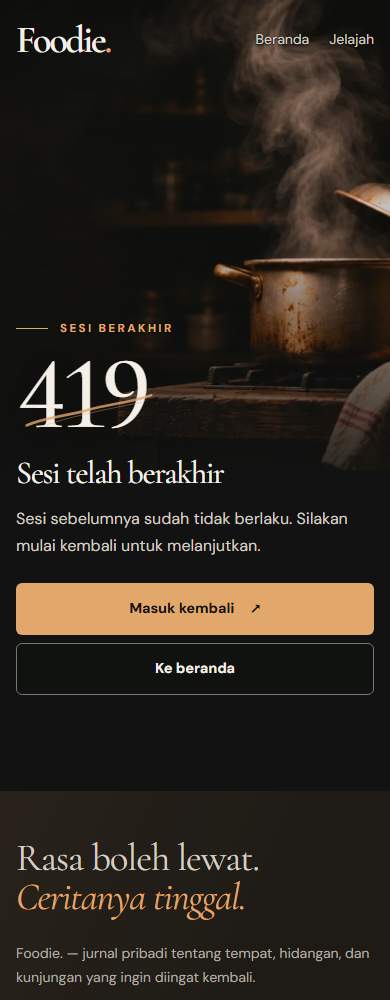 Foodie.
Beranda Jelajah
SESI BERAKHIR
419
Sesi telah berakhir
Sesi sebelumnya sudah tidak berlaku. Silakan
mulai kembali untuk melanjutkan.
Masuk kembali ↗
Ke beranda
Rasa boleh lewat.
Ceritanya tinggal.
Foodie. — jurnal pribadi tentang tempat, hidangan, dan
kunjungan yang ingin diingat kembali.